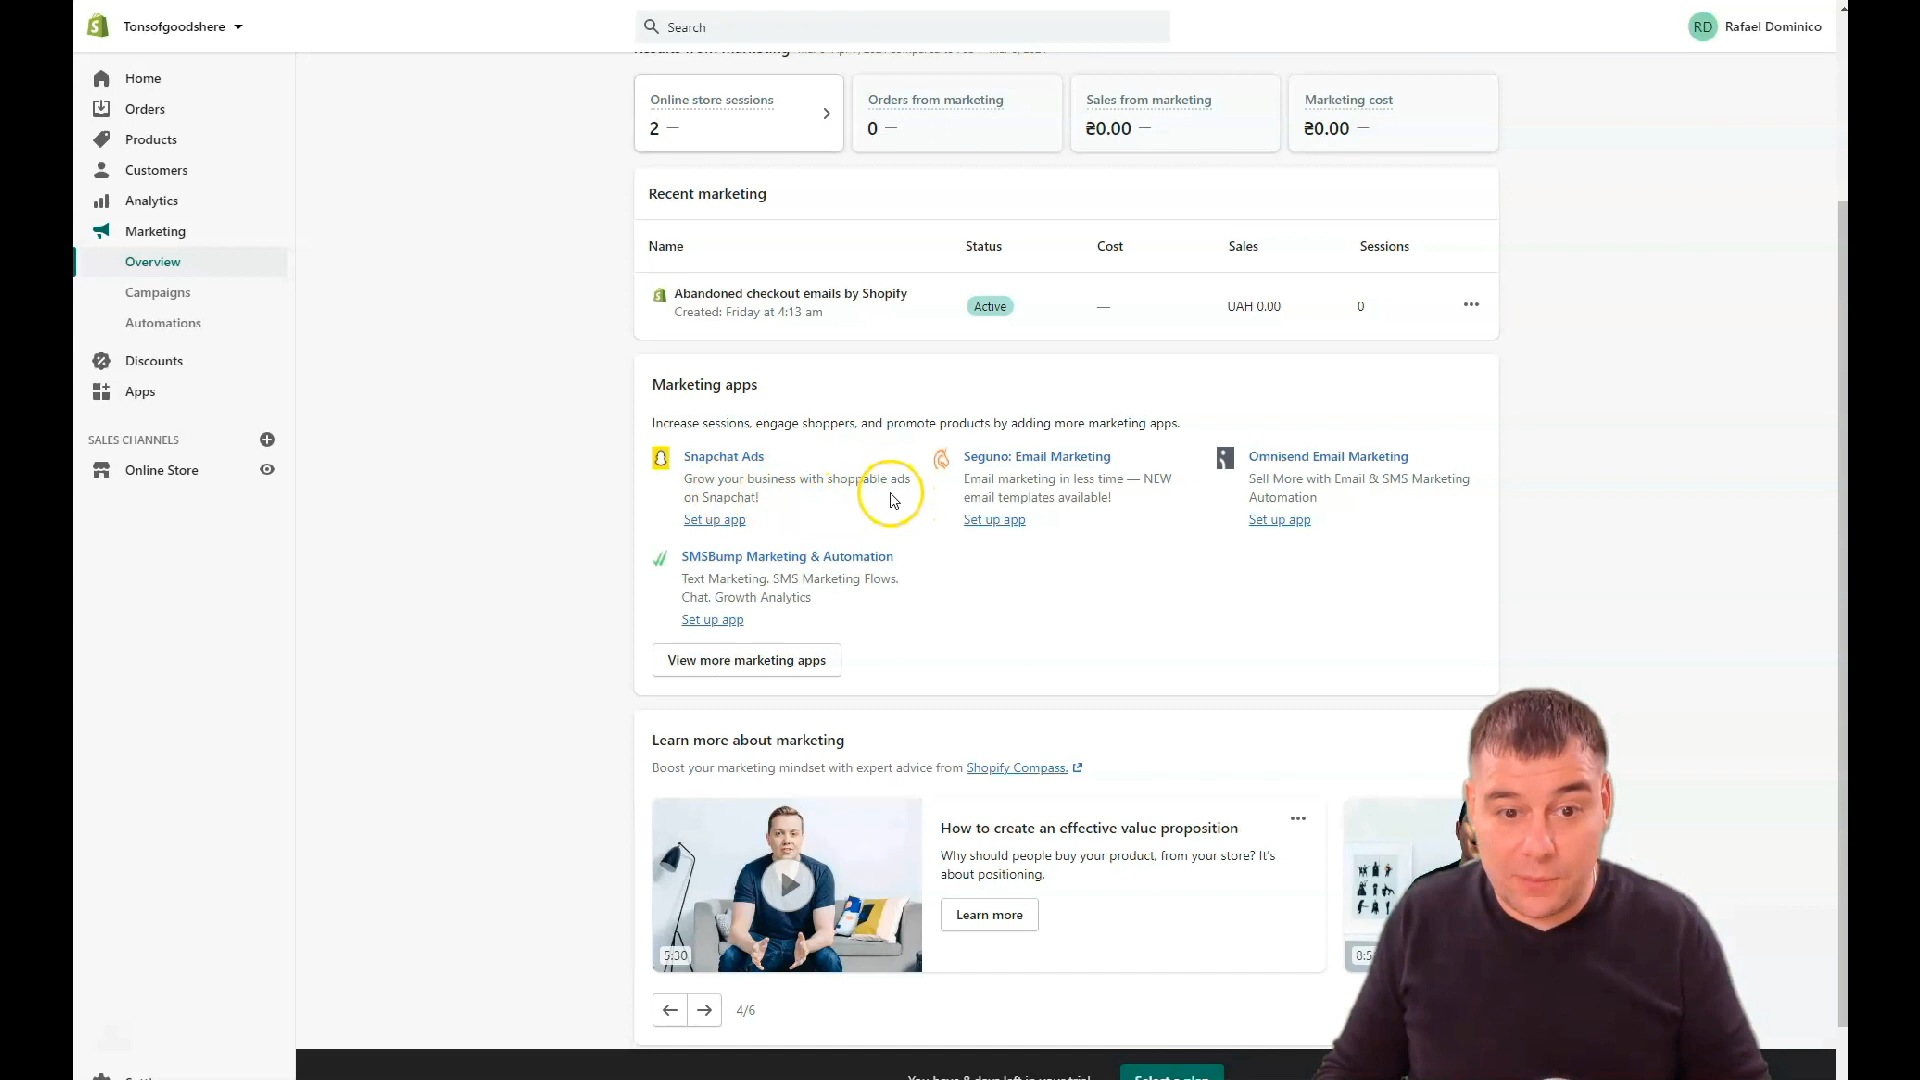 Tonsofgoodshere
Search
RD Rafael Dominico
Home
Orders
Products
Customers
Analytics
Marketing
Overview
Campaigns
Automations
Discounts
Apps
SALES CHANNELS
Online Store
Online store sessions
2 —
Orders from marketing
0 —
Sales from marketing
₴0.00 —
Marketing cost
₴0.00 —
Recent marketing
Name Status Cost Sales Sessions
Abandoned checkout emails by Shopify
Created: Friday at 4:13 am
Active — UAH 0.00 0
Marketing apps
Increase sessions, engage shoppers, and promote products by adding more marketing apps.
Snapchat Ads
Grow your business with shoppable ads
on Snapchat!
Set up app
Seguno: Email Marketing
Email marketing in less time — NEW
email templates available!
Set up app
Omnisend Email Marketing
Sell More with Email & SMS Marketing
Automation
Set up app
SMSBump Marketing & Automation
Text Marketing, SMS Marketing Flows,
Chat, Growth Analytics
Set up app
View more marketing apps
Learn more about marketing
Boost your marketing mindset with expert advice from Shopify Compass.
5:30
How to create an effective value proposition
Why should people buy your product, from your store? It's
about positioning.
Learn more
4/6